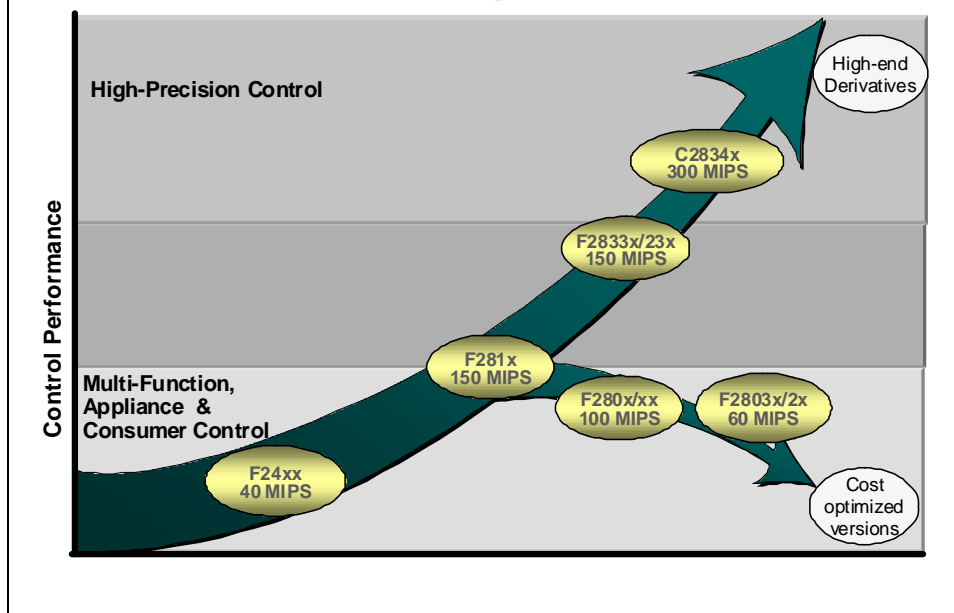 High-Precision Control
High-end
Derivatives
C2834x
300 MIPS
F2833x/23x
150 MIPS
Control Performance
F281x
150 MIPS
Multi-Function,
Appliance &
Consumer Control
F280x/xx
100 MIPS
F2803x/2x
60 MIPS
F24xx
40 MIPS
Cost
optimized
versions